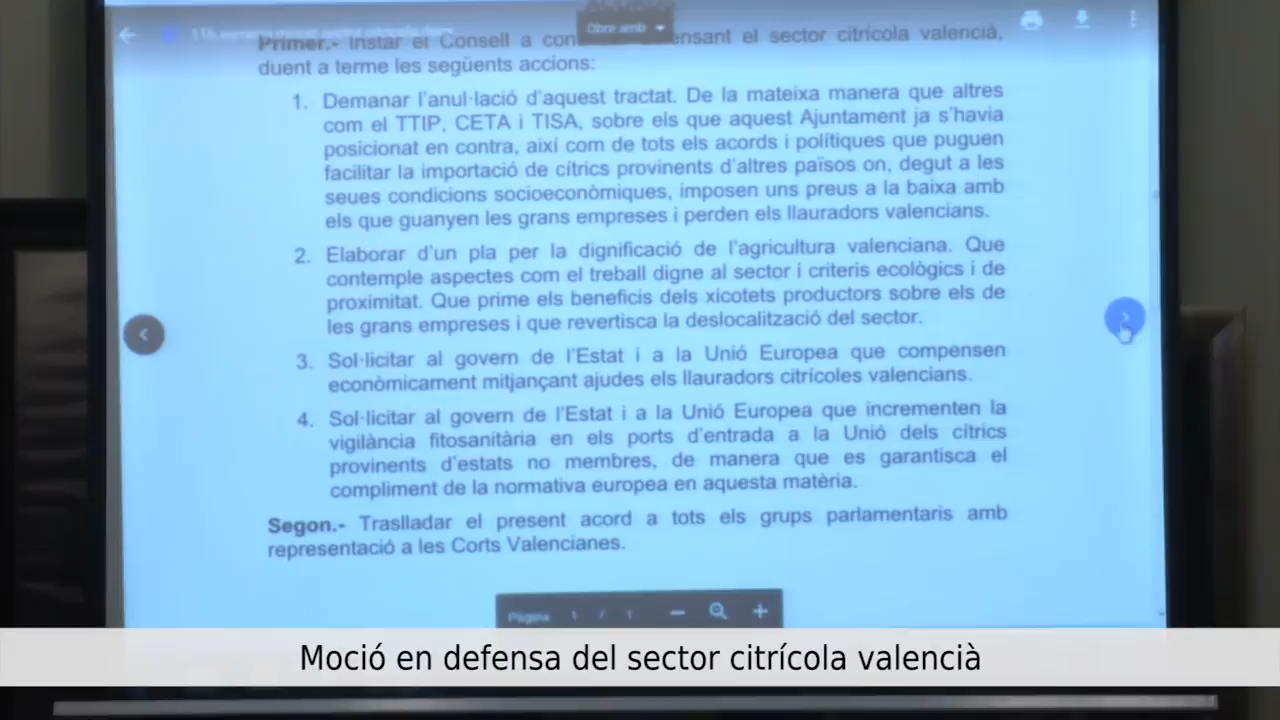 Obre amb
Primer.- Instar el Consell a con ensant el sector citrícola valencià,
duent a terme les següents accions:
1. Demanar l'anul·lació d'aquest tractat. De la mateixa manera que altres
com el TTIP, CETA i TISA, sobre els que aquest Ajuntament ja s'havia
posicionat en contra, així com de tots els acords i polítiques que puguen
facilitar la importació de cítrics provinents d'altres països on, degut a les
seues condicions socioeconòmiques, imposen uns preus a la baixa amb
els que guanyen les grans empreses i perden els llauradors valencians.
2. Elaborar d'un pla per la dignificació de l'agricultura valenciana. Que
contemple aspectes com el treball digne al sector i criteris ecològics i de
proximitat. Que prime els beneficis dels xicotets productors sobre els de
les grans empreses i que revertisca la deslocalització del sector.
3. Sol·licitar al govern de l'Estat i a la Unió Europea que compensen
econòmicament mitjançant ajudes els llauradors citrícoles valencians.
4. Sol·licitar al govern de l'Estat i a la Unió Europea que incrementen la
vigilància fitosanitària en els ports d'entrada a la Unió dels cítrics
provinents d'estats no membres, de manera que es garantisca el
compliment de la normativa europea en aquesta matèria.
Segon.- Traslladar el present acord a tots els grups parlamentaris amb
representació a les Corts Valencianes.
Pàgina 1 / 1
Moció en defensa del sector citrícola valencià